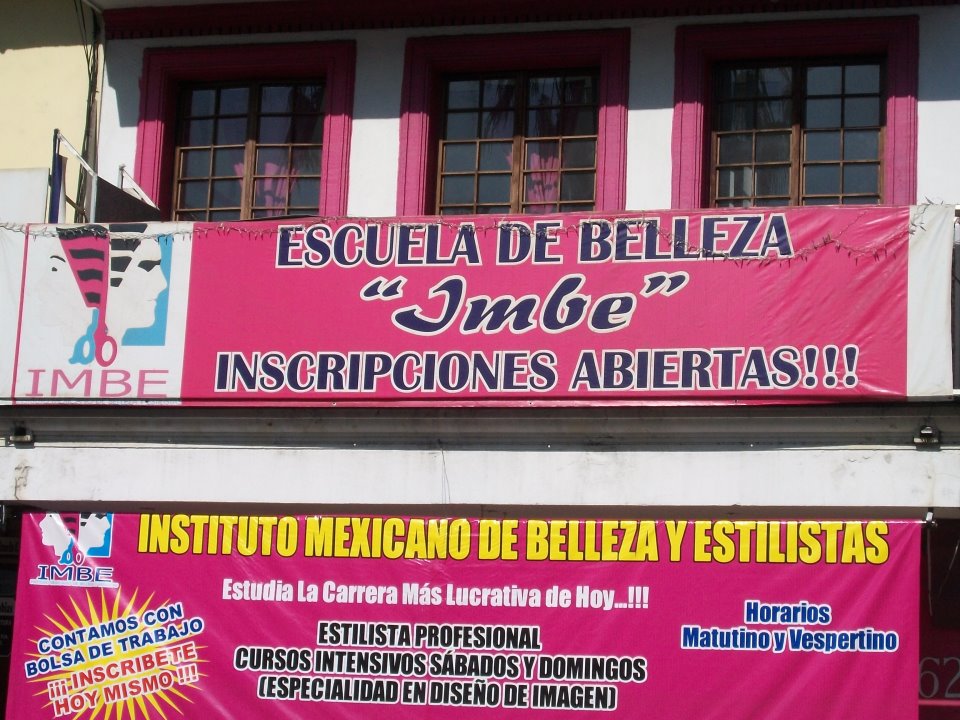 ESCUELA DE BELLEZA
"Imbe"
INSCRIPCIONES ABIERTAS!!!
IMBE
INSTITUTO MEXICANO DE BELLEZA Y ESTILISTAS
IMBE
Estudia La Carrera Más Lucrativa de Hoy...!!!
CONTAMOS CON
BOLSA DE TRABAJO
¡¡¡ INSCRIBETE
HOY MISMO !!!
ESTILISTA PROFESIONAL
CURSOS INTENSIVOS SÁBADOS Y DOMINGOS
(ESPECIALIDAD EN DISEÑO DE IMAGEN)
Horarios
Matutino y Vespertino
62